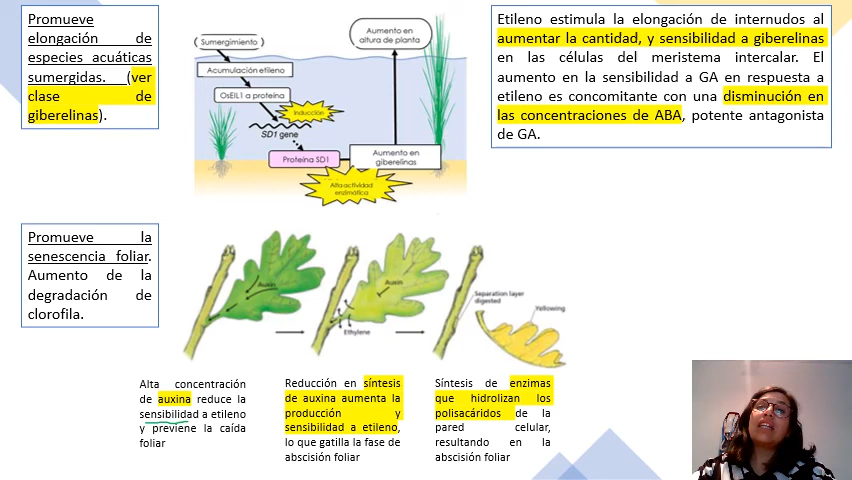 Promueve
elongación de
especies acuáticas
sumergidas. (ver
clase de
giberelinas).
Sumergimiento
Acumulación etileno
OsEIL1 a proteína
Inducción
SD1 gene
Proteína SD1
Alta actividad
enzimática
Aumento en
giberelinas
Aumento en
altura de planta
Etileno estimula la elongación de internudos al
aumentar la cantidad, y sensibilidad a giberelinas
en las células del meristema intercalar. El
aumento en la sensibilidad a GA en respuesta a
etileno es concomitante con una disminución en
las concentraciones de ABA, potente antagonista
de GA.
Promueve la
senescencia foliar.
Aumento de la
degradación de
clorofila.
Auxin
Auxin
Ethylene
Separation layer
digested
Yellowing
Alta concentración
de auxina reduce la
sensibilidad a etileno
y previene la caída
foliar
Reducción en síntesis
de auxina aumenta la
producción y
sensibilidad a etileno,
lo que gatilla la fase de
abscisión foliar
Síntesis de enzimas
que hidrolizan los
polisacáridos de la
pared celular,
resultando en la
abscisión foliar